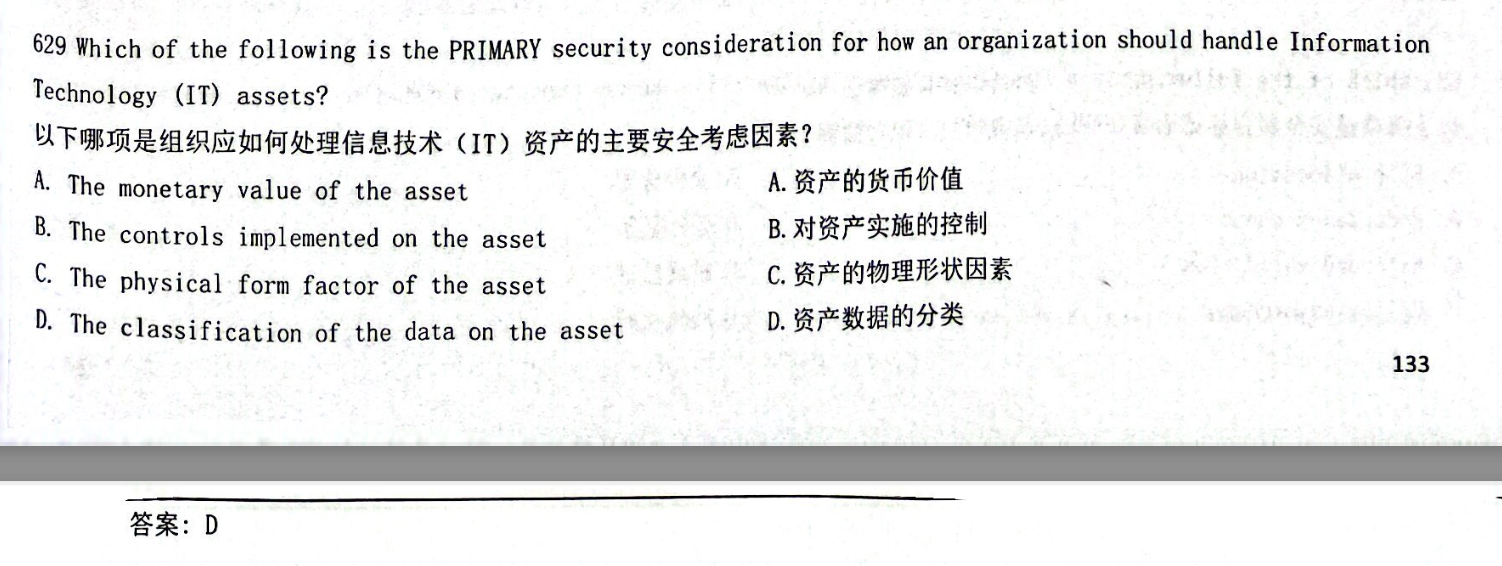 629 Which of the following is the PRIMARY security consideration for how an organization should handle Information
Technology (IT) assets?
以下哪项是组织应如何处理信息技术（IT）资产的主要安全考虑因素？
A. The monetary value of the asset A.资产的货币价值
B. The controls implemented on the asset B.对资产实施的控制
C. The physical form factor of the asset C.资产的物理形状因素
D. The classification of the data on the asset D.资产数据的分类
133
答案: D